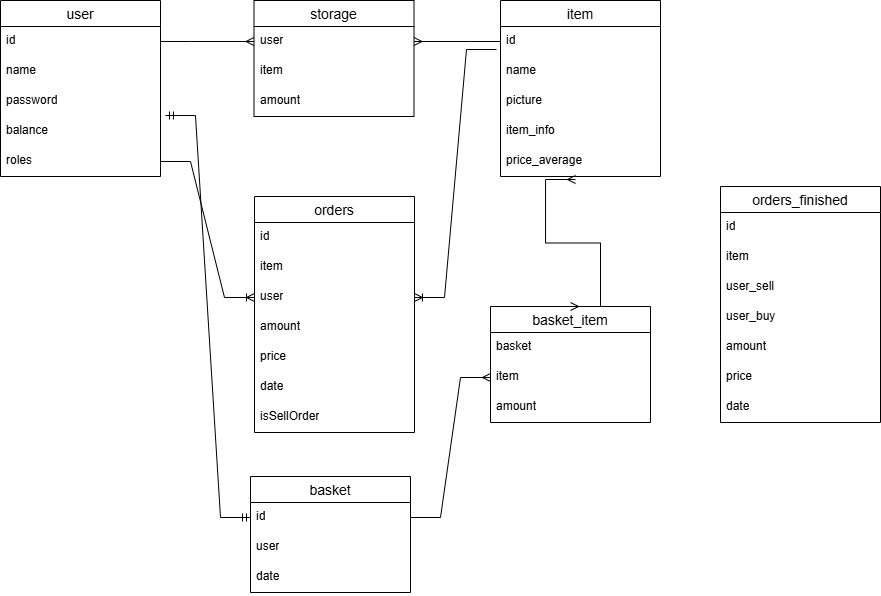 user
id
name
password
balance
roles
storage
user
item
amount
item
id
name
picture
item_info
price_average
orders
id
item
user
amount
price
date
isSellOrder
orders_finished
id
item
user_sell
user_buy
amount
price
date
basket_item
basket
item
amount
basket
id
user
date